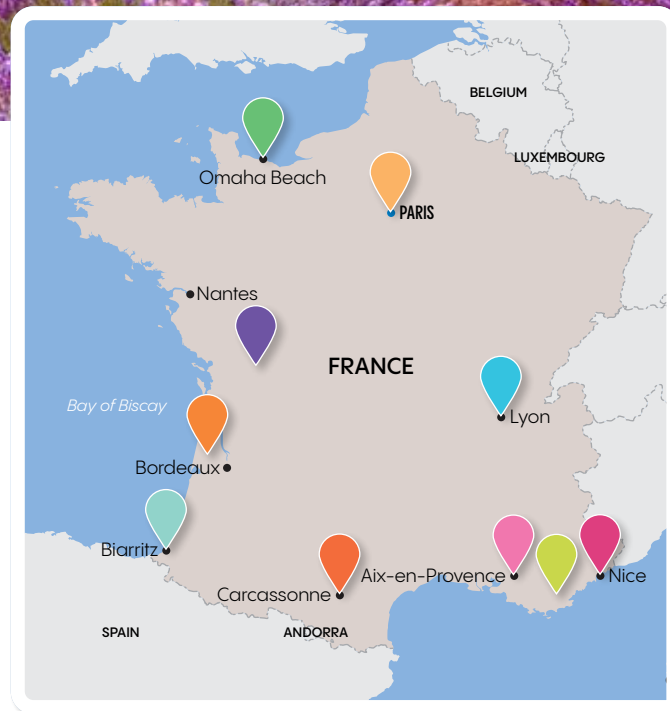 BELGIUM
LUXEMBOURG
Omaha Beach
PARIS
Nantes
FRANCE
Bay of Biscay
Lyon
Bordeaux
Biarritz
Aix-en-Provence
Nice
Carcassonne
SPAIN
ANDORRA